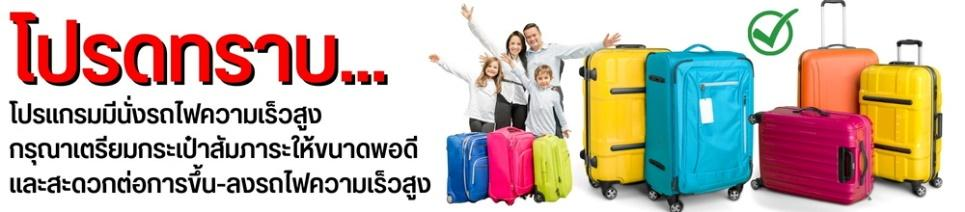 โปรดทราบ...
โปรแกรมมีนั่งรถไฟความเร็วสูง
กรุณาเตรียมกระเป๋าสัมภาระให้ขนาดพอดี
และสะดวกต่อการขึ้น-ลงรถไฟความเร็วสูง